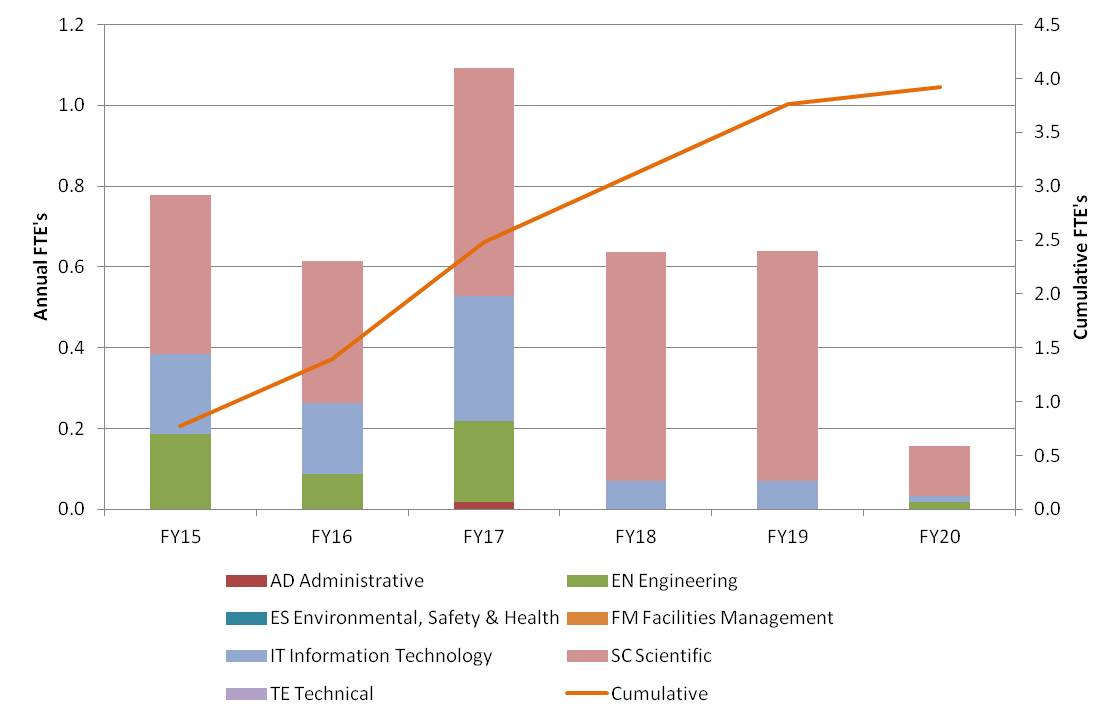 1.2
1.0
0.8
0.6
0.4
0.2
0.0
Annual FTE's
4.5
4.0
3.5
3.0
2.5
2.0
1.5
1.0
0.5
0.0
Cumulative FTE's
FY15 FY16 FY17 FY18 FY19 FY20
AD Administrative EN Engineering
ES Environmental, Safety & Health FM Facilities Management
IT Information Technology SC Scientific
TE Technical Cumulative